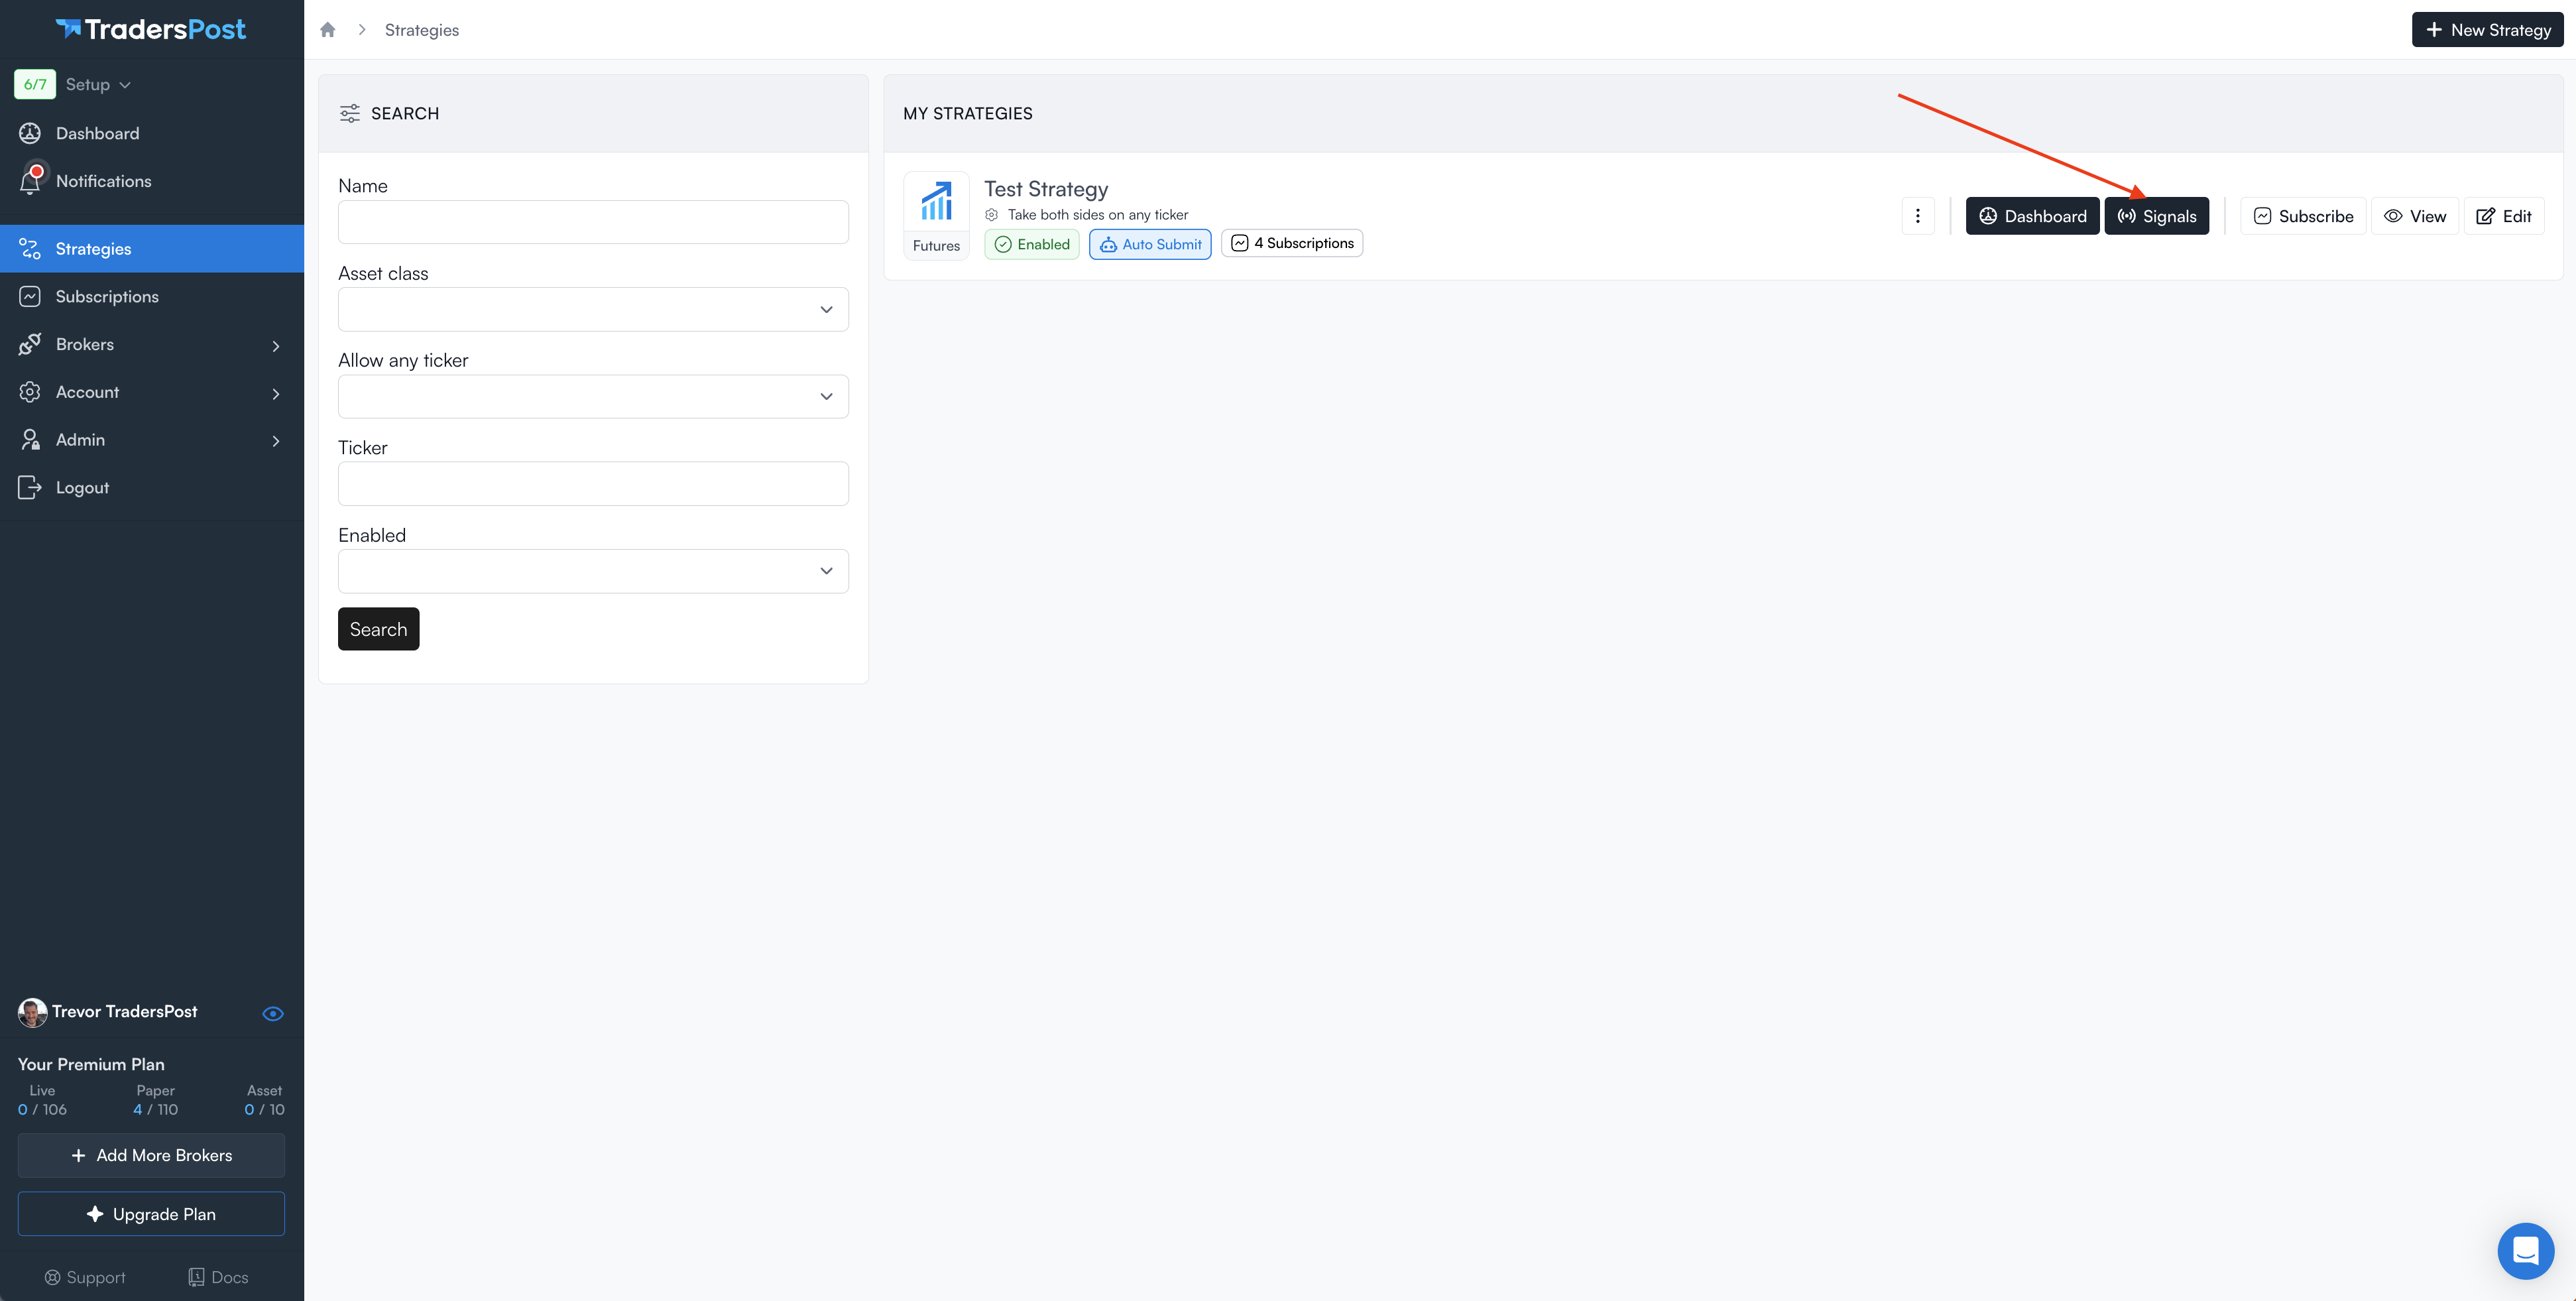 TradersPost
6/7 Setup
Dashboard
Notifications
Strategies
Subscriptions
Brokers
Account
Admin
Logout
Trevor TradersPost
Your Premium Plan
Live Paper Asset
0 / 106 4 / 110 0 / 10
Add More Brokers
Upgrade Plan
Support Docs
Strategies
New Strategy
SEARCH
Name
Asset class
Allow any ticker
Ticker
Enabled
Search
MY STRATEGIES
Futures
Test Strategy
Take both sides on any ticker
Enabled Auto Submit 4 Subscriptions
Dashboard Signals Subscribe View Edit